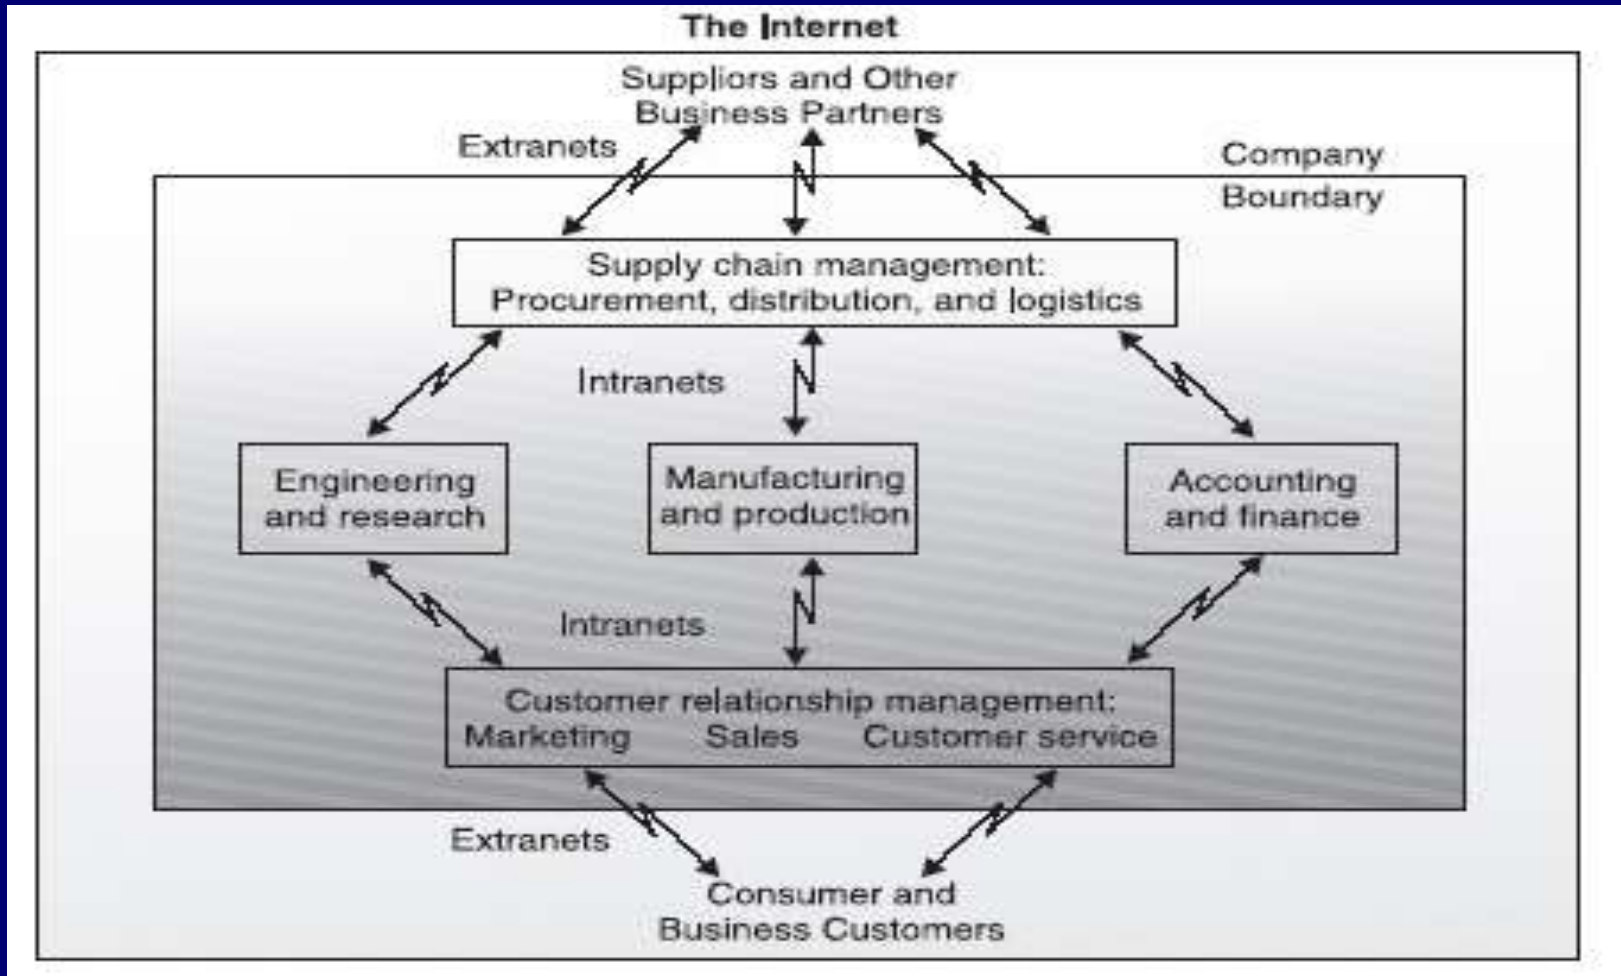 The Internet
Suppliors and Other
Business Partners
Extranets
Company
Boundary
Supply chain management:
Procurement, distribution, and logistics
Intranets
Engineering
and research
Manufacturing
and production
Accounting
and finance
Intranets
Customer relationship management:
Marketing Sales Customer service
Extranets
Consumer and
Business Customers